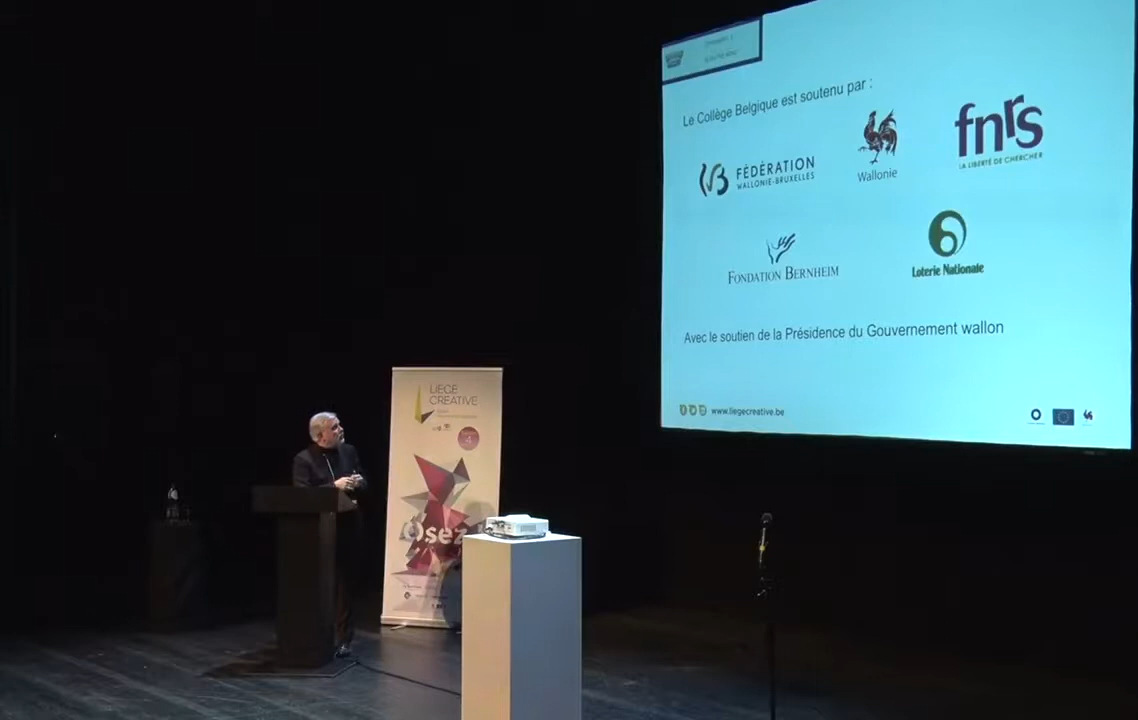 Le Collège Belgique est soutenu par :
FÉDÉRATION
WALLONIE-BRUXELLES
Wallonie
fnrs
LA LIBERTÉ DE CHERCHER
FONDATION BERNHEIM
Loterie Nationale
Avec le soutien de la Présidence du Gouvernement wallon
www.liegecreative.be
LIEGE
CREATIVE
Osez